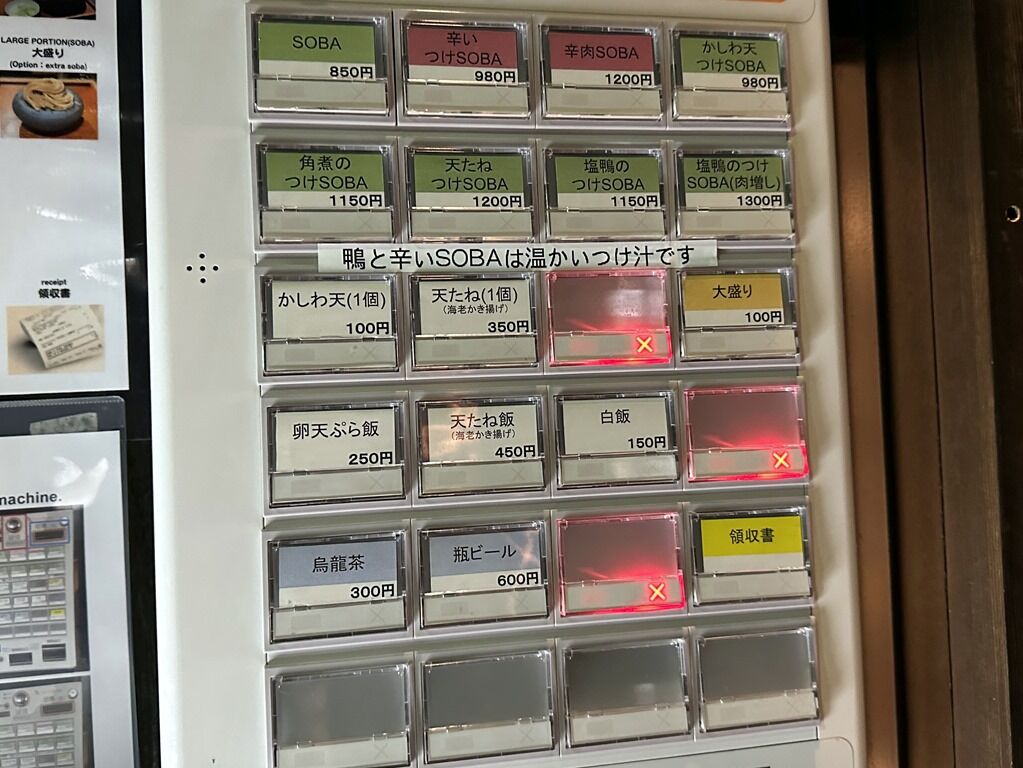 LARGE PORTION(SOBA)
大盛り
(Option : extra soba)
receipt
領収書
machine.
SOBA
850円
辛い
つけSOBA
980円
辛肉SOBA
1200円
かしわ天
つけSOBA
980円
角煮の
つけSOBA
1150円
天たね
つけSOBA
1200円
塩鴨の
つけSOBA
1150円
塩鴨のつけ
SOBA(肉増し)
1300円
鴨と辛いSOBAは温かいつけ汁です
かしわ天(1個)
100円
天たね(1個)
(海老かき揚げ)
350円
大盛り
100円
卵天ぷら飯
250円
天たね飯
(海老かき揚げ)
450円
白飯
150円
烏龍茶
300円
瓶ビール
600円
領収書